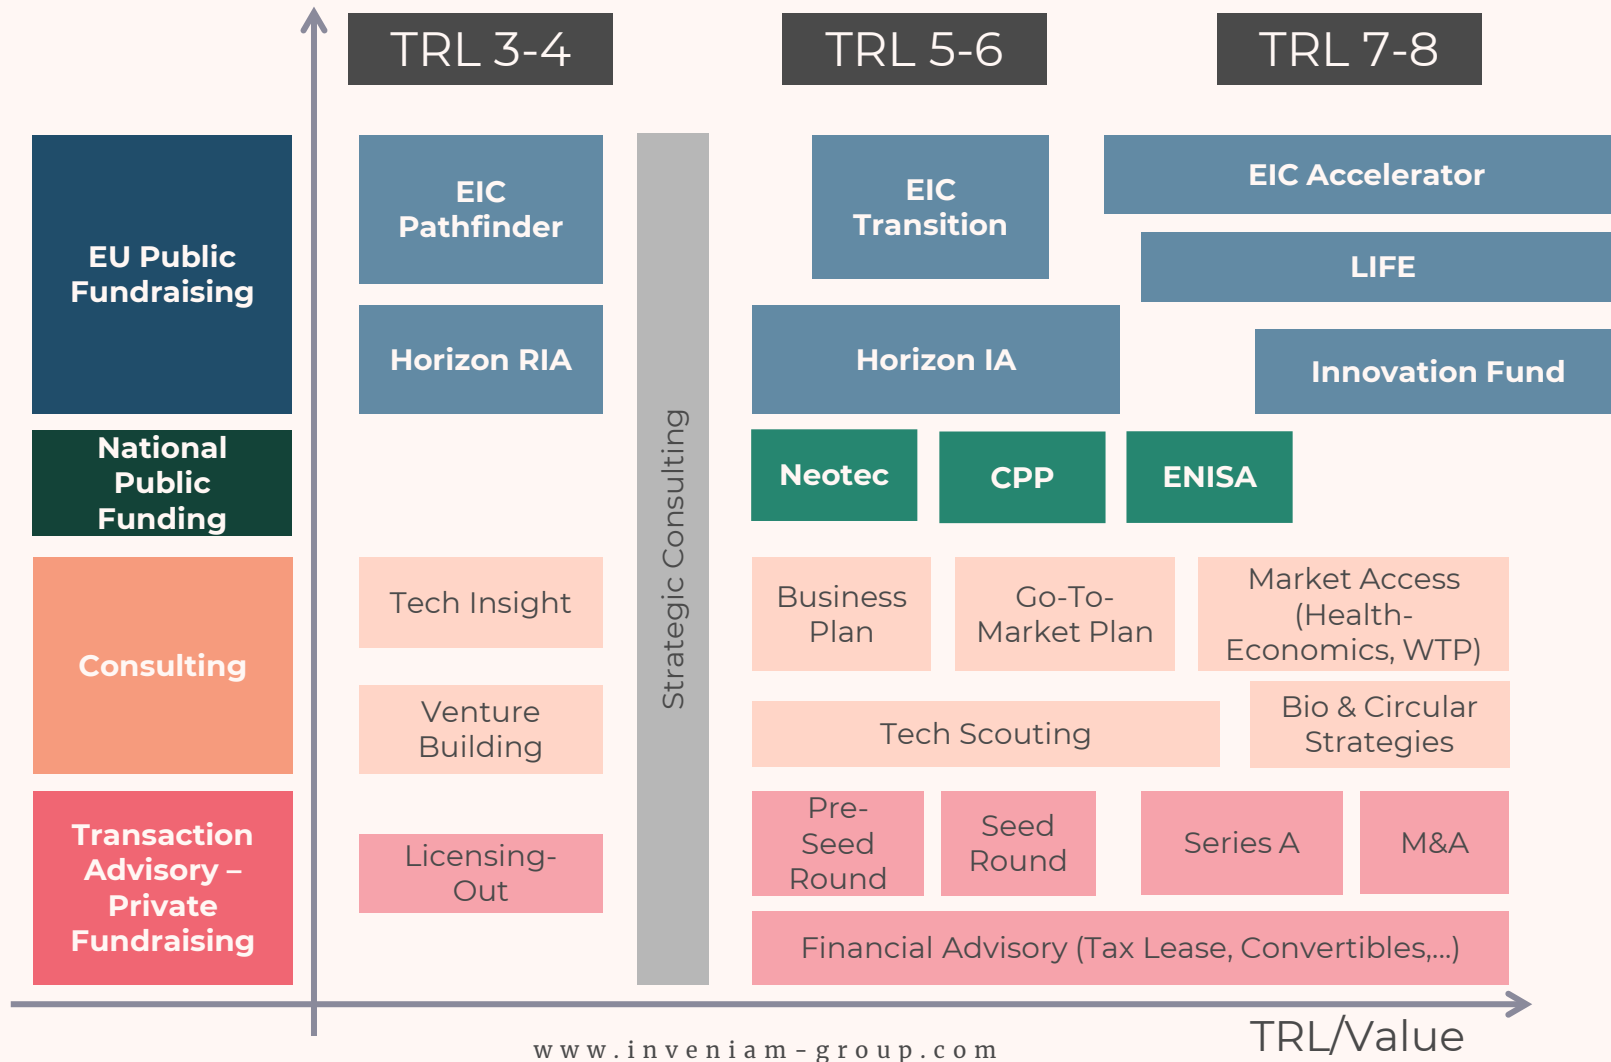 TRL 3-4
TRL 5-6
TRL 7-8
EU Public
Fundraising
EIC
Pathfinder
EIC
Transition
EIC Accelerator
LIFE
Horizon RIA
Horizon IA
Innovation Fund
Strategic Consulting
National
Public
Funding
Neotec
CPP
ENISA
Consulting
Tech Insight
Business
Plan
Go-To-
Market Plan
Market Access
(Health-
Economics, WTP)
Venture
Building
Tech Scouting
Bio & Circular
Strategies
Transaction
Advisory –
Private
Fundraising
Licensing-
Out
Pre-
Seed
Round
Seed
Round
Series A
M&A
Financial Advisory (Tax Lease, Convertibles,...)
TRL/Value
www.inveniam-group.com